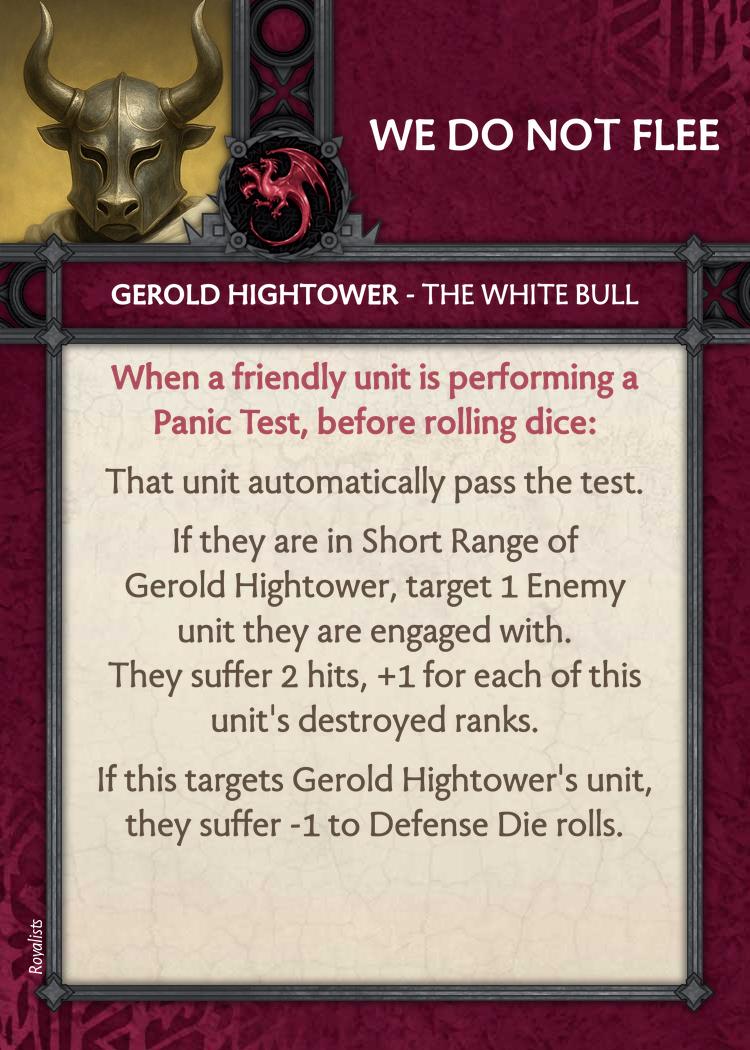 WE DO NOT FLEE
GEROLD HIGHTOWER - THE WHITE BULL
When a friendly unit is performing a
Panic Test, before rolling dice:
That unit automatically pass the test.
If they are in Short Range of
Gerold Hightower, target 1 Enemy
unit they are engaged with.
They suffer 2 hits, +1 for each of this
unit's destroyed ranks.
If this targets Gerold Hightower's unit,
they suffer -1 to Defense Die rolls.
Royalists